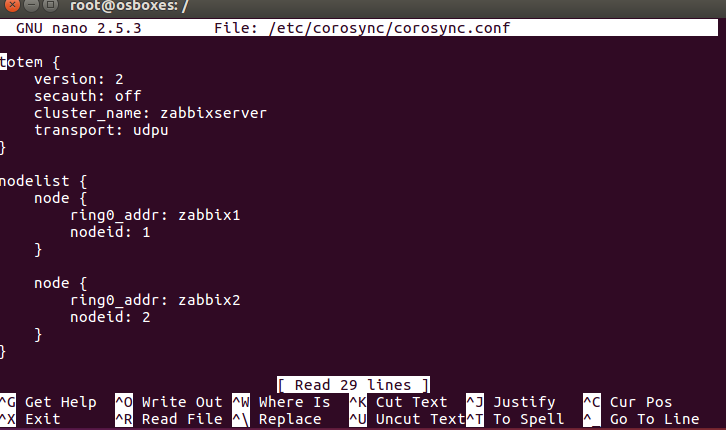 root@osboxes: /
GNU nano 2.5.3 File: /etc/corosync/corosync.conf
totem {
version: 2
secauth: off
cluster_name: zabbixserver
transport: udpu
}
nodelist {
node {
ring0_addr: zabbix1
nodeid: 1
}
node {
ring0_addr: zabbix2
nodeid: 2
}
}
[ Read 29 lines ]
^G Get Help ^O Write Out ^W Where Is ^K Cut Text ^J Justify ^C Cur Pos
^X Exit ^R Read File ^\ Replace ^U Uncut Text ^T To Spell ^_ Go To Line